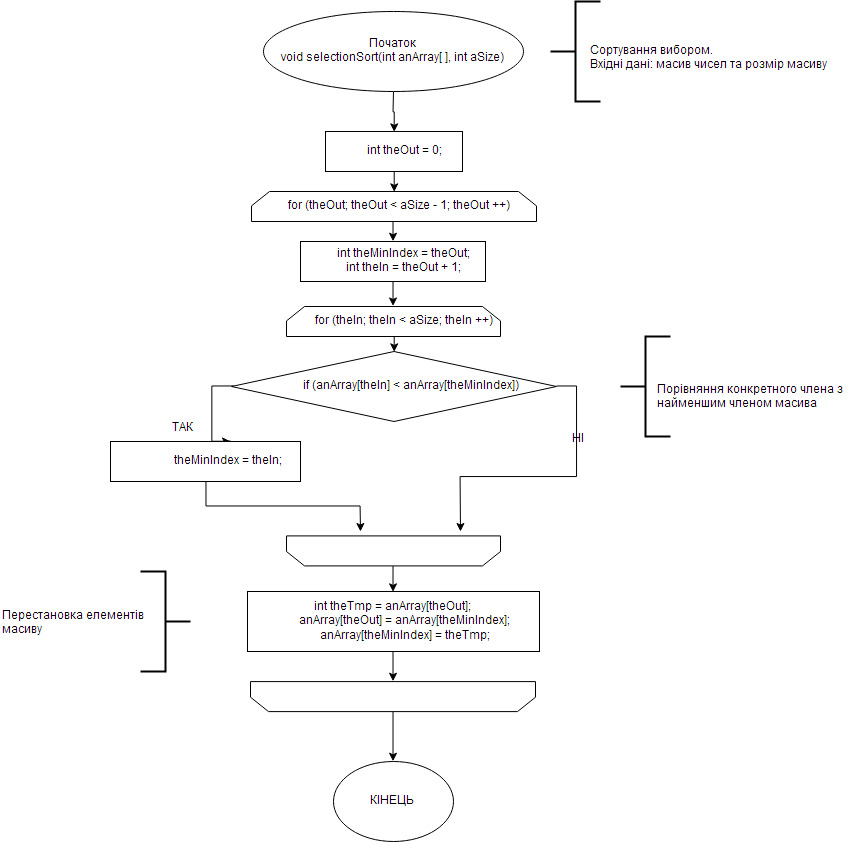 Початок
void selectionSort(int anArray[ ], int aSize)
Сортування вибором.
Вхідні дані: масив чисел та розмір масиву
int theOut = 0;
for (theOut; theOut < aSize - 1; theOut ++)
int theMinIndex = theOut;
int theIn = theOut + 1;
for (theIn; theIn < aSize; theIn ++)
if (anArray[theIn] < anArray[theMinIndex])
Порівняння конкретного члена з
найменшим членом масива
ТАК
НІ
theMinIndex = theIn;
Перестановка елементів
масиву
int theTmp = anArray[theOut];
anArray[theOut] = anArray[theMinIndex];
anArray[theMinIndex] = theTmp;
КІНЕЦЬ